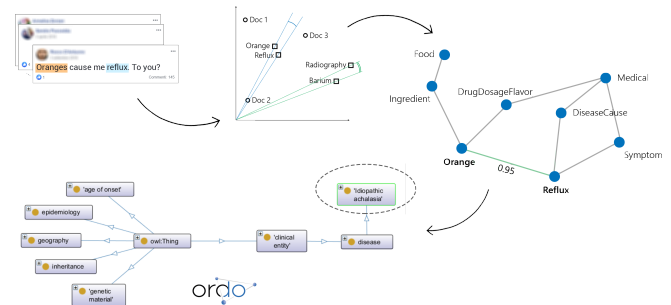 Oranges cause me reflux. To you?
Comment
Doc 1
Doc 3
Orange
Reflux
Radiography
Barium
Doc 2
Food
Ingredient
DrugDosageFlavor
Medical
DiseaseCause
Symptom
Orange
0.95
Reflux
'age of onset'
epidemiology
geography
inheritance
'genetic
material'
owl:Thing
'clinical
entity'
disease
'Idiopathic
achalasia'
ordo